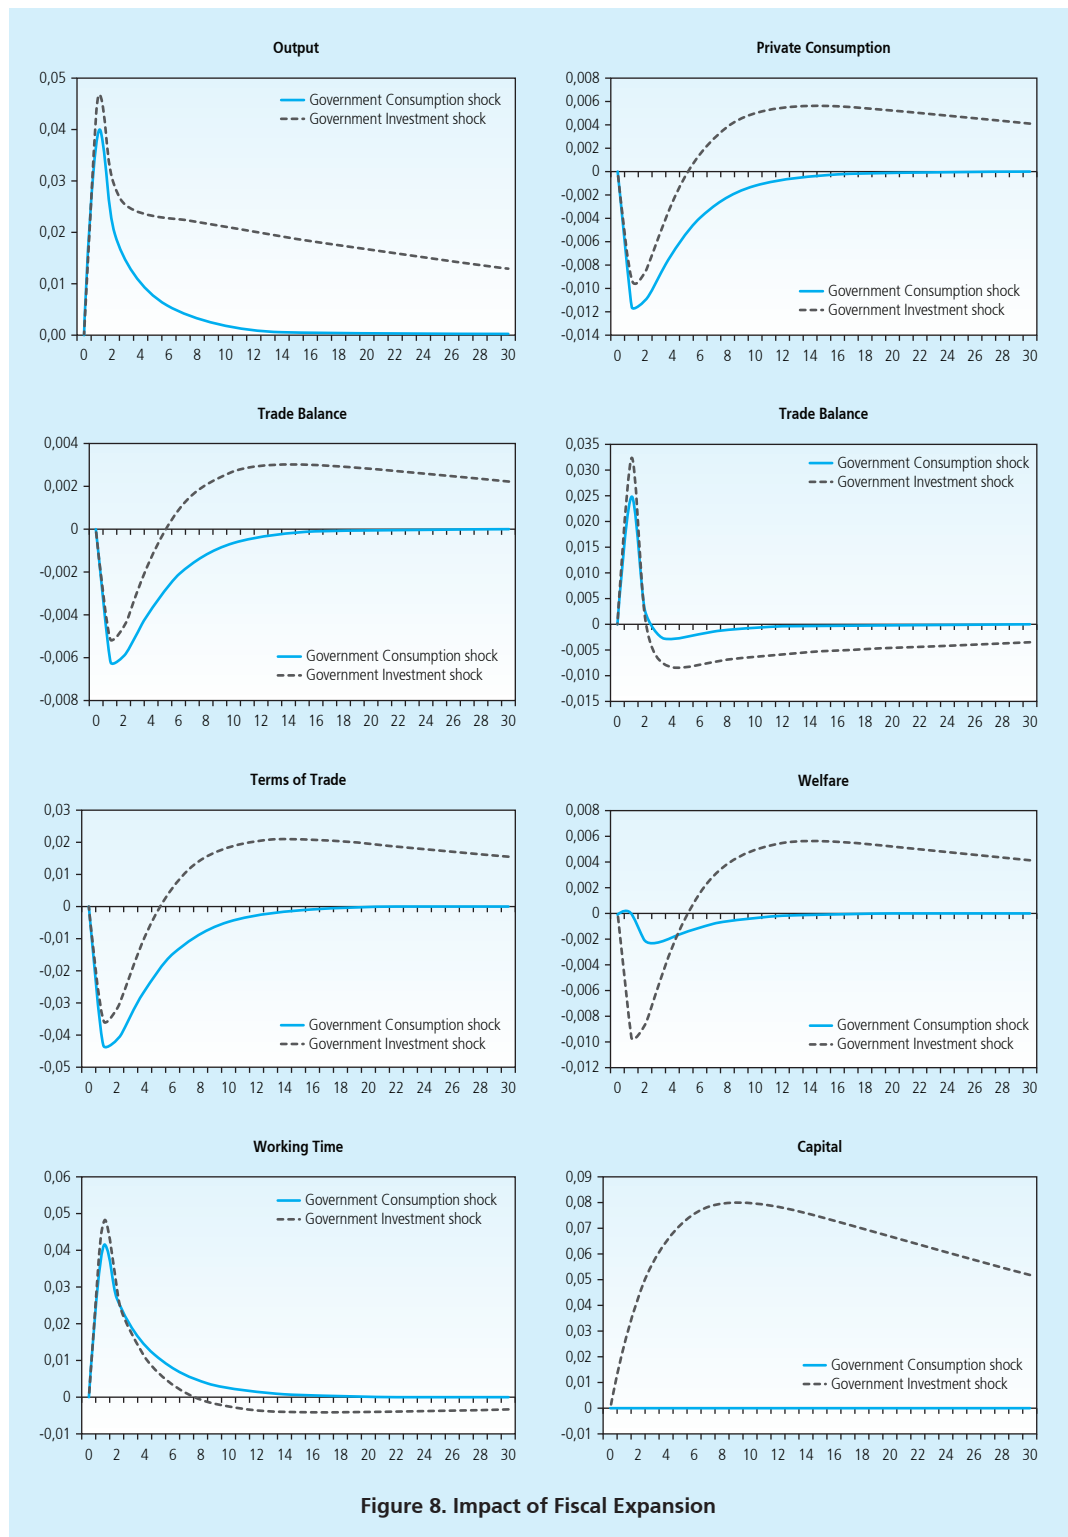 Output
0,05
0,04
0,03
0,02
0,01
0,00
Government Consumption shock
Government Investment shock
0 2 4 6 8 10 12 14 16 18 20 22 24 26 28 30
Private Consumption
0,008
0,006
0,004
0,002
0
-0,002
-0,004
-0,006
-0,008
-0,010
-0,012
-0,014
Government Consumption shock
Government Investment shock
0 2 4 6 8 10 12 14 16 18 20 22 24 26 28 30
Trade Balance
0,004
0,002
0
-0,002
-0,004
-0,006
-0,008
Government Consumption shock
Government Investment shock
0 2 4 6 8 10 12 14 16 18 20 22 24 26 28 30
Trade Balance
0,035
0,030
0,025
0,020
0,015
0,010
0,005
0
-0,005
-0,010
-0,015
Government Consumption shock
Government Investment shock
0 2 4 6 8 10 12 14 16 18 20 22 24 26 28 30
Terms of Trade
0,03
0,02
0,01
0
-0,01
-0,02
-0,03
-0,04
-0,05
Government Consumption shock
Government Investment shock
0 2 4 6 8 10 12 14 16 18 20 22 24 26 28 30
Welfare
0,008
0,006
0,004
0,002
0
-0,002
-0,004
-0,006
-0,008
-0,010
-0,012
Government Consumption shock
Government Investment shock
0 2 4 6 8 10 12 14 16 18 20 22 24 26 28 30
Working Time
0,06
0,05
0,04
0,03
0,02
0,01
0
-0,01
Government Consumption shock
Government Investment shock
0 2 4 6 8 10 12 14 16 18 20 22 24 26 28 30
Capital
0,09
0,08
0,07
0,06
0,05
0,04
0,03
0,02
0,01
0
-0,01
Government Consumption shock
Government Investment shock
0 2 4 6 8 10 12 14 16 18 20 22 24 26 28 30
Figure 8. Impact of Fiscal Expansion